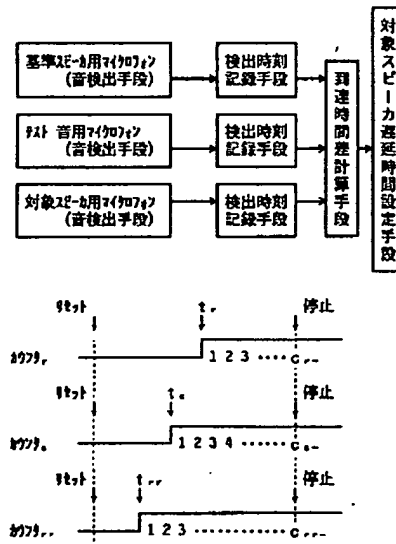 基準スピーカ用マイクロフォン
(音検出手段)
検出時刻
記録手段
テスト音用マイクロフォン
(音検出手段)
検出時刻
記録手段
対象スピーカ用マイクロフォン
(音検出手段)
検出時刻
記録手段
到達時間差計算手段
対象スピーカ遅延時間設定手段
リセット
tᵣ
停止
カウンタᵣ
1 2 3 ‥‥ Cᵣ₋
リセット
停止
1 2 3 4 ‥‥‥
リセット
tᵣᵣ
停止
カウンタᵣᵣ
1 2 3 ‥‥‥‥‥ Cᵣᵣ₋